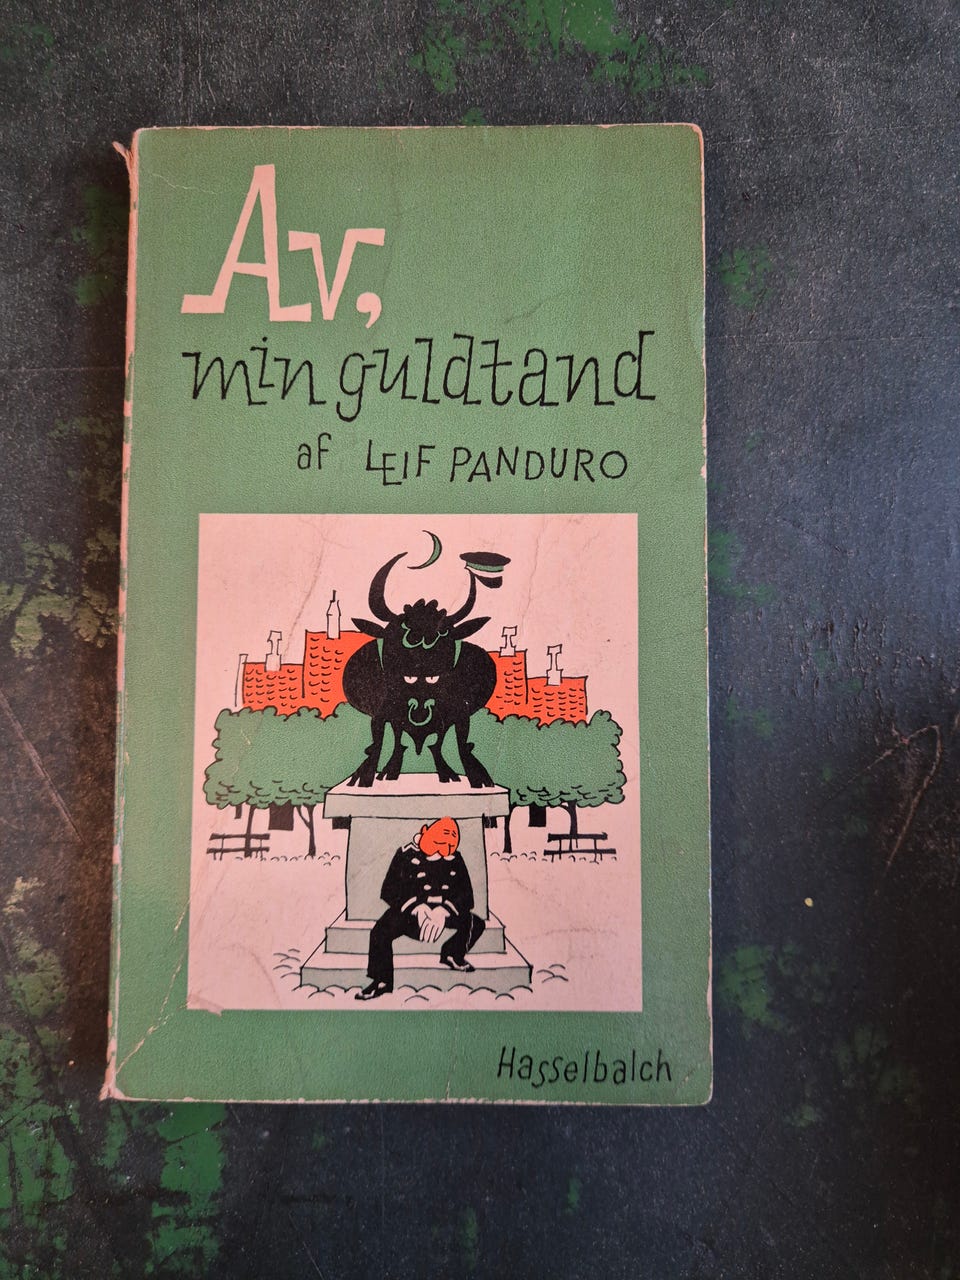 Av,
min guldtand
af LEIF PANDURO
Hasselbalch